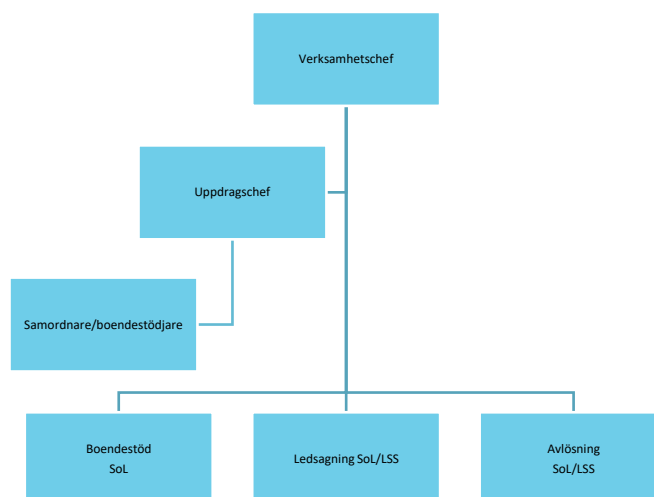 Verksamhetschef
Uppdragschef
Samordnare/boendestödjare
Boendestöd
SoL
Ledsagning SoL/LSS
Avlösning
SoL/LSS